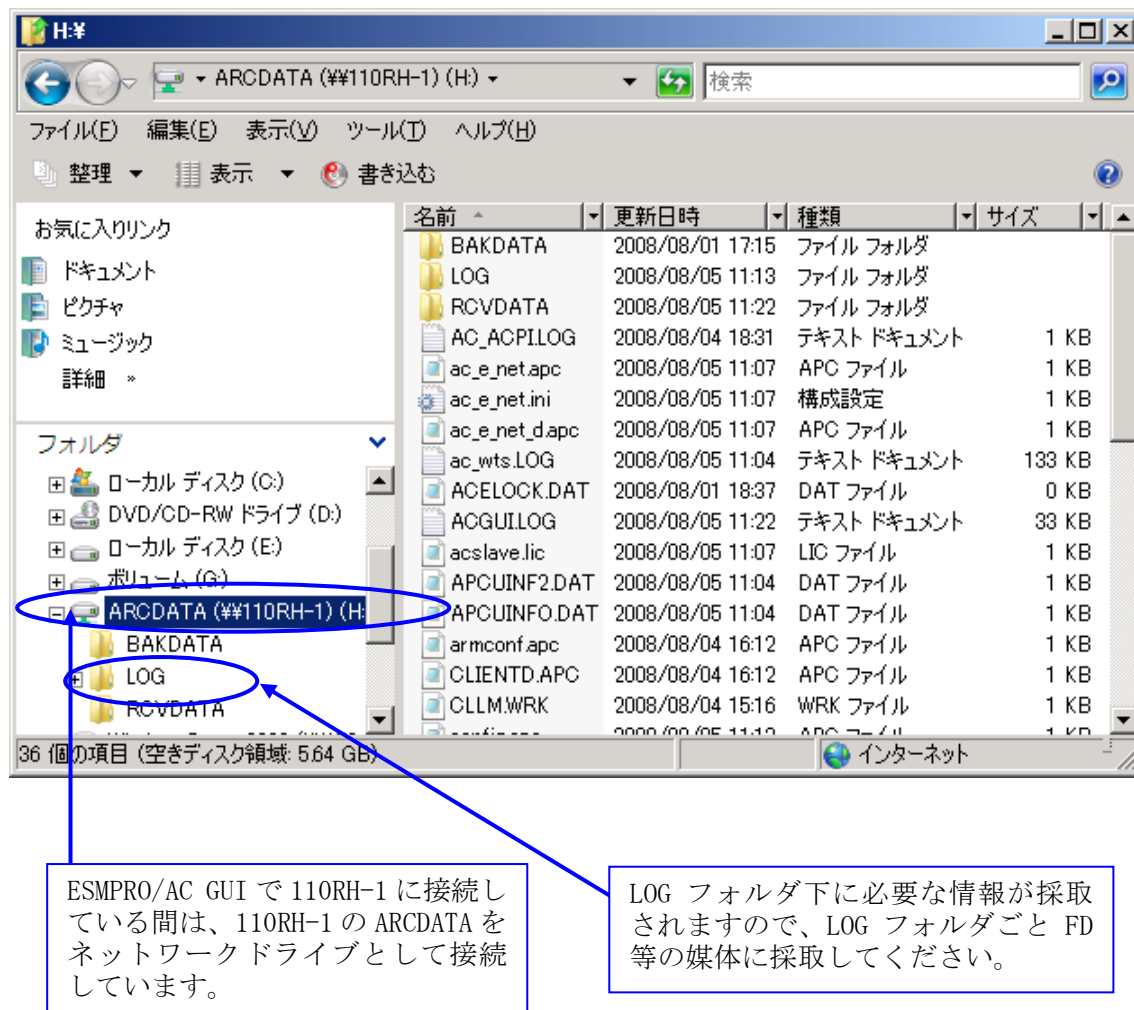 H:¥
ARCDATA (¥¥110RH-1) (H:)
検索
ファイル(F) 編集(E) 表示(V) ツール(T) ヘルプ(H)
整理 表示 書き込む
お気に入りリンク
ドキュメント
ピクチャ
ミュージック
詳細 »
フォルダ
ローカル ディスク (C:)
DVD/CD-RW ドライブ (D:)
ローカル ディスク (E:)
ボリューム (G:)
ARCDATA (¥¥110RH-1) (H:
BAKDATA
LOG
RCVDATA
名前 更新日時 種類 サイズ
BAKDATA 2008/08/01 17:15 ファイル フォルダ
LOG 2008/08/05 11:13 ファイル フォルダ
RCVDATA 2008/08/05 11:22 ファイル フォルダ
AC_ACPI.LOG 2008/08/04 18:31 テキスト ドキュメント 1 KB
ac_e_net.apc 2008/08/05 11:07 APC ファイル 1 KB
ac_e_net.ini 2008/08/05 11:07 構成設定 1 KB
ac_e_net_d.apc 2008/08/05 11:07 APC ファイル 1 KB
ac_wts.LOG 2008/08/05 11:04 テキスト ドキュメント 133 KB
ACELOCK.DAT 2008/08/01 18:37 DAT ファイル 0 KB
ACGUI.LOG 2008/08/05 11:22 テキスト ドキュメント 33 KB
acslave.lic 2008/08/05 11:07 LIC ファイル 1 KB
APCUINF2.DAT 2008/08/05 11:04 DAT ファイル 1 KB
APCUINFO.DAT 2008/08/05 11:04 DAT ファイル 1 KB
armconf.apc 2008/08/04 16:12 APC ファイル 1 KB
CLIENTD.APC 2008/08/04 16:12 APC ファイル 1 KB
CLLM.WRK 2008/08/04 15:16 WRK ファイル 1 KB
36 個の項目 (空きディスク領域: 5.64 GB)
インターネット
ESMPRO/AC GUI で 110RH-1 に接続し
ている間は、110RH-1 の ARCDATA を
ネットワークドライブとして接続
しています。
LOG フォルダ下に必要な情報が採取
されますので、LOG フォルダごと FD
等の媒体に採取してください。